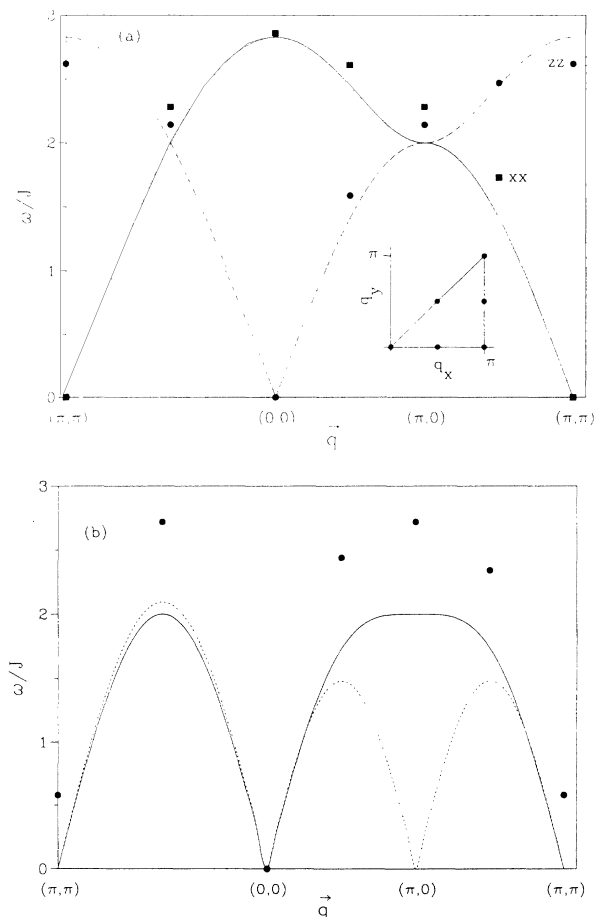 3
(a)
zz
2
xx
ω/J
1
π
q_y
q_x
π
0
(π,π)
(0,0)
(π,0)
(π,π)
q⃗
3
(b)
2
ω/J
1
0
(π,π)
(0,0)
(π,0)
(π,π)
q⃗